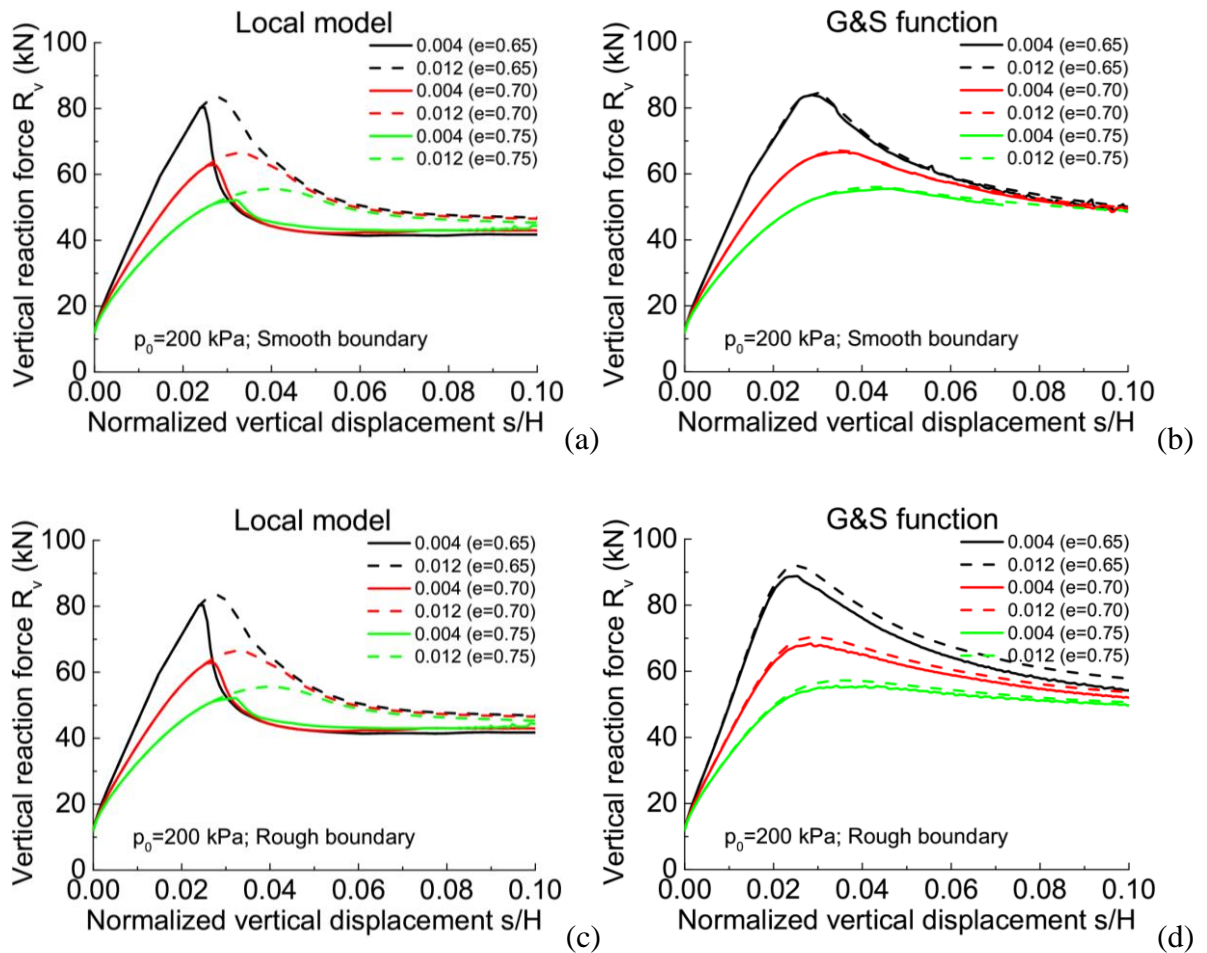 Local model
Vertical reaction force Rᵥ (kN)
100
80
60
40
20
0
0.004 (e=0.65)
0.012 (e=0.65)
0.004 (e=0.70)
0.012 (e=0.70)
0.004 (e=0.75)
0.012 (e=0.75)
p₀=200 kPa; Smooth boundary
0.00 0.02 0.04 0.06 0.08 0.10
Normalized vertical displacement s/H
(a)
G&S function
Vertical reaction force Rᵥ (kN)
100
80
60
40
20
0
0.004 (e=0.65)
0.012 (e=0.65)
0.004 (e=0.70)
0.012 (e=0.70)
0.004 (e=0.75)
0.012 (e=0.75)
p₀=200 kPa; Smooth boundary
0.00 0.02 0.04 0.06 0.08 0.10
Normalized vertical displacement s/H
(b)
Local model
Vertical reaction force Rᵥ (kN)
100
80
60
40
20
0
0.004 (e=0.65)
0.012 (e=0.65)
0.004 (e=0.70)
0.012 (e=0.70)
0.004 (e=0.75)
0.012 (e=0.75)
p₀=200 kPa; Rough boundary
0.00 0.02 0.04 0.06 0.08 0.10
Normalized vertical displacement s/H
(c)
G&S function
Vertical reaction force Rᵥ (kN)
100
80
60
40
20
0
0.004 (e=0.65)
0.012 (e=0.65)
0.004 (e=0.70)
0.012 (e=0.70)
0.004 (e=0.75)
0.012 (e=0.75)
p₀=200 kPa; Rough boundary
0.00 0.02 0.04 0.06 0.08 0.10
Normalized vertical displacement s/H
(d)